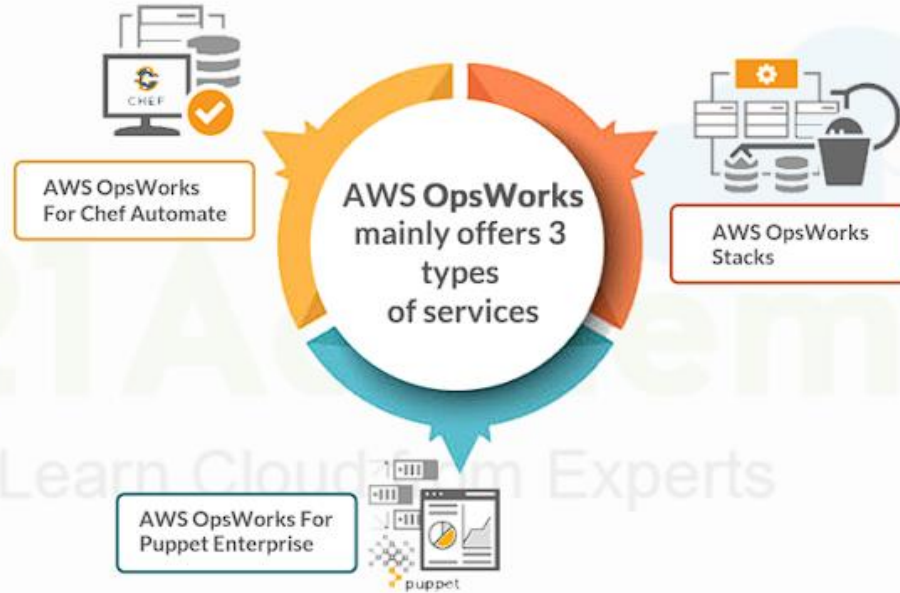 CHEF
AWS OpsWorks
For Chef Automate
AWS OpsWorks
mainly offers 3
types
of services
AWS OpsWorks
Stacks
Learn Cloud from Experts
AWS OpsWorks For
Puppet Enterprise
puppet